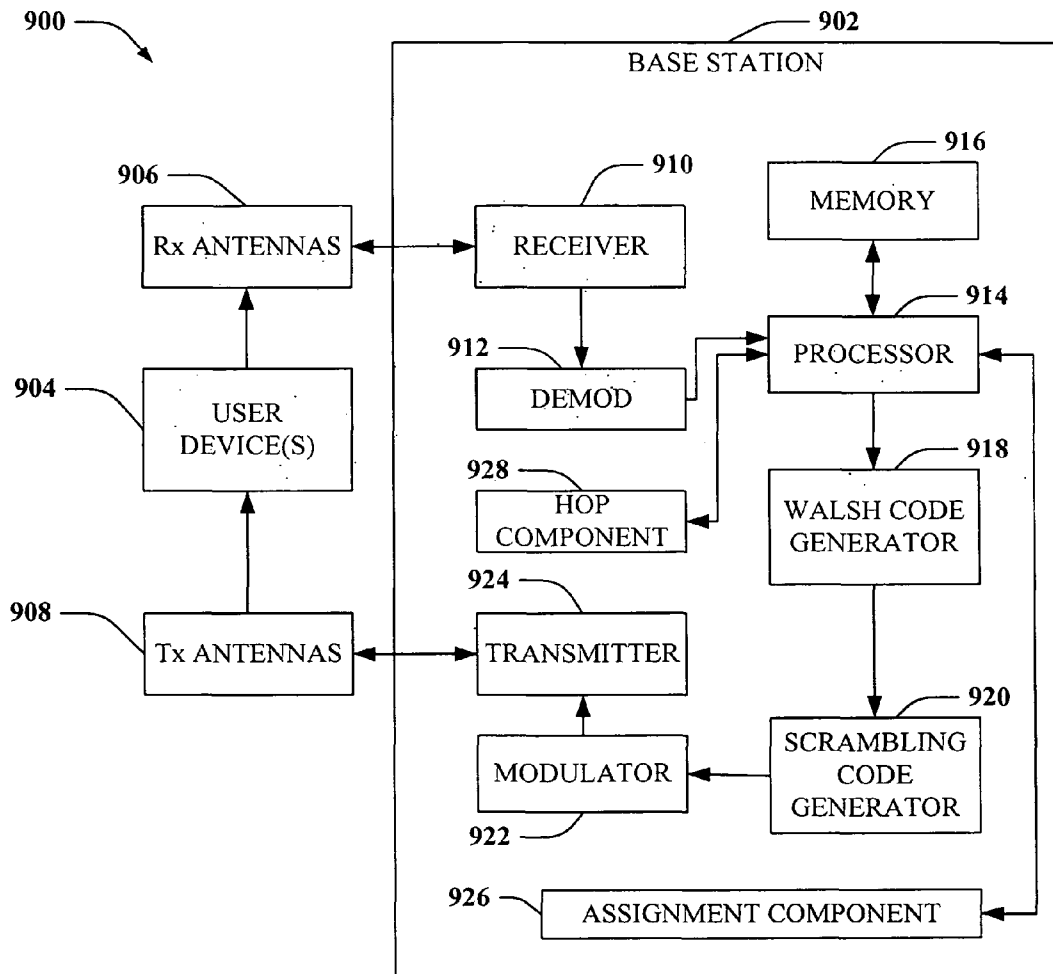 900
902
BASE STATION
906
910
916
Rx ANTENNAS
RECEIVER
MEMORY
914
912
PROCESSOR
904
USER
DEVICE(S)
DEMOD
928
918
HOP
COMPONENT
WALSH CODE
GENERATOR
924
908
Tx ANTENNAS
TRANSMITTER
920
MODULATOR
SCRAMBLING
CODE
GENERATOR
922
926
ASSIGNMENT COMPONENT